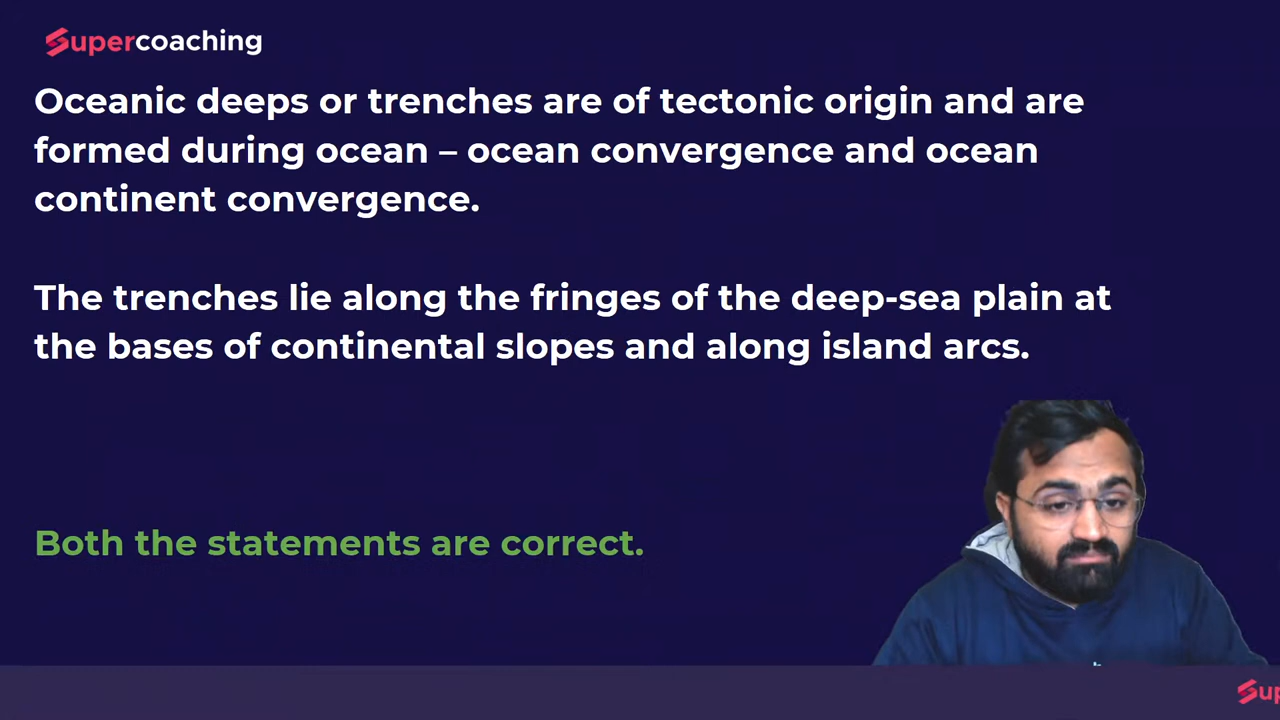 Supercoaching
Oceanic deeps or trenches are of tectonic origin and are
formed during ocean – ocean convergence and ocean
continent convergence.
The trenches lie along the fringes of the deep-sea plain at
the bases of continental slopes and along island arcs.
Both the statements are correct.
Sup